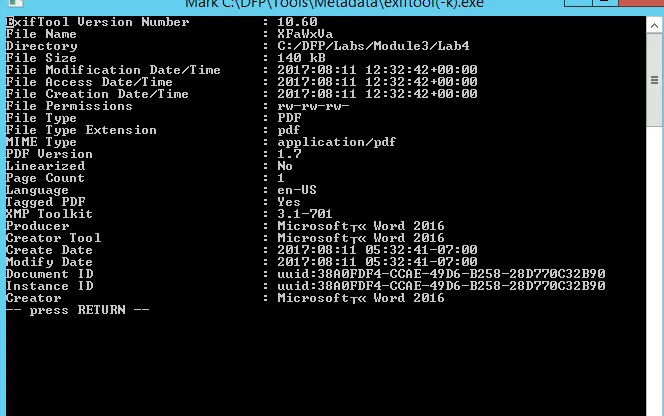 Mark C:\DFP\Tools\Metadata\exiftool(-k).exe
ExifTool Version Number : 10.60
File Name : XFaWxVa
Directory : C:/DFP/Labs/Module3/Lab4
File Size : 140 kB
File Modification Date/Time : 2017:08:11 12:32:42+00:00
File Access Date/Time : 2017:08:11 12:32:42+00:00
File Creation Date/Time : 2017:08:11 12:32:42+00:00
File Permissions : rw-rw-rw-
File Type : PDF
File Type Extension : pdf
MIME Type : application/pdf
PDF Version : 1.7
Linearized : No
Page Count : 1
Language : en-US
Tagged PDF : Yes
XMP Toolkit : 3.1-701
Producer : Microsoft┬« Word 2016
Creator Tool : Microsoft┬« Word 2016
Create Date : 2017:08:11 05:32:41-07:00
Modify Date : 2017:08:11 05:32:41-07:00
Document ID : uuid:38A0FDF4-CCAE-49D6-B258-28D770C32B90
Instance ID : uuid:38A0FDF4-CCAE-49D6-B258-28D770C32B90
Creator : Microsoft┬« Word 2016
-- press RETURN --